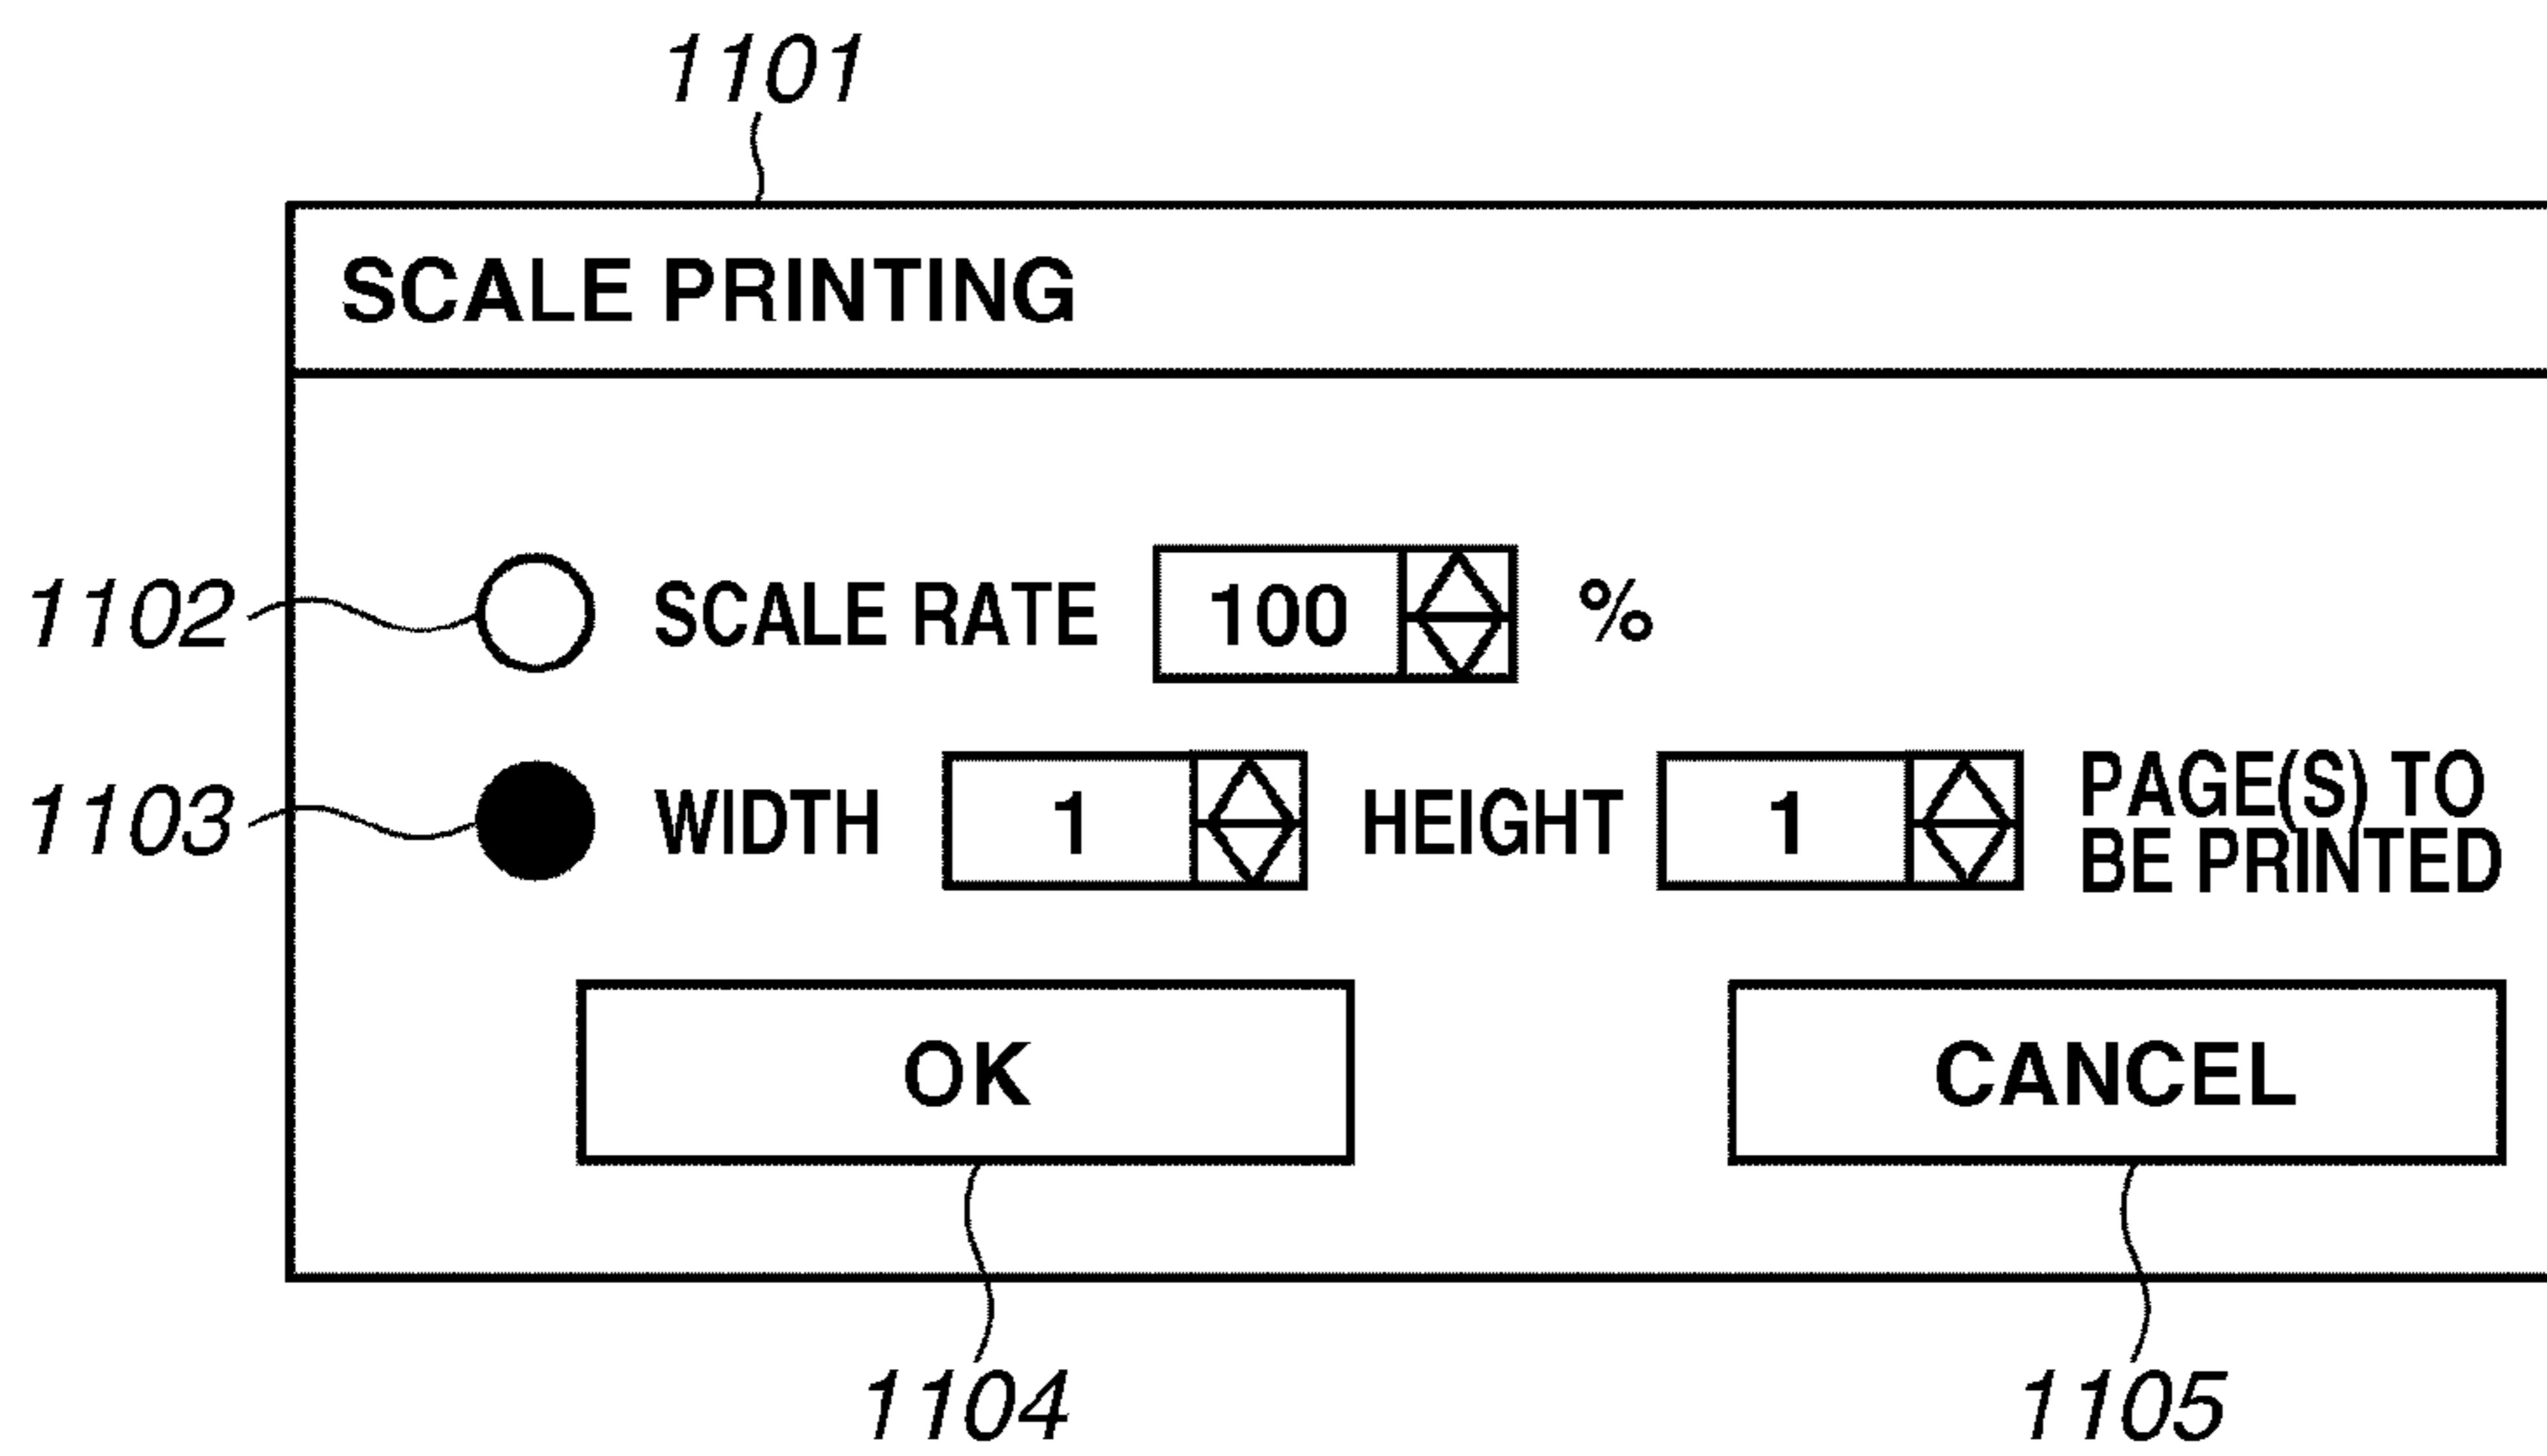 1101
SCALE PRINTING
1102 SCALE RATE 100 %
1103 WIDTH 1 HEIGHT 1 PAGE(S) TO
BE PRINTED
OK CANCEL
1104 1105